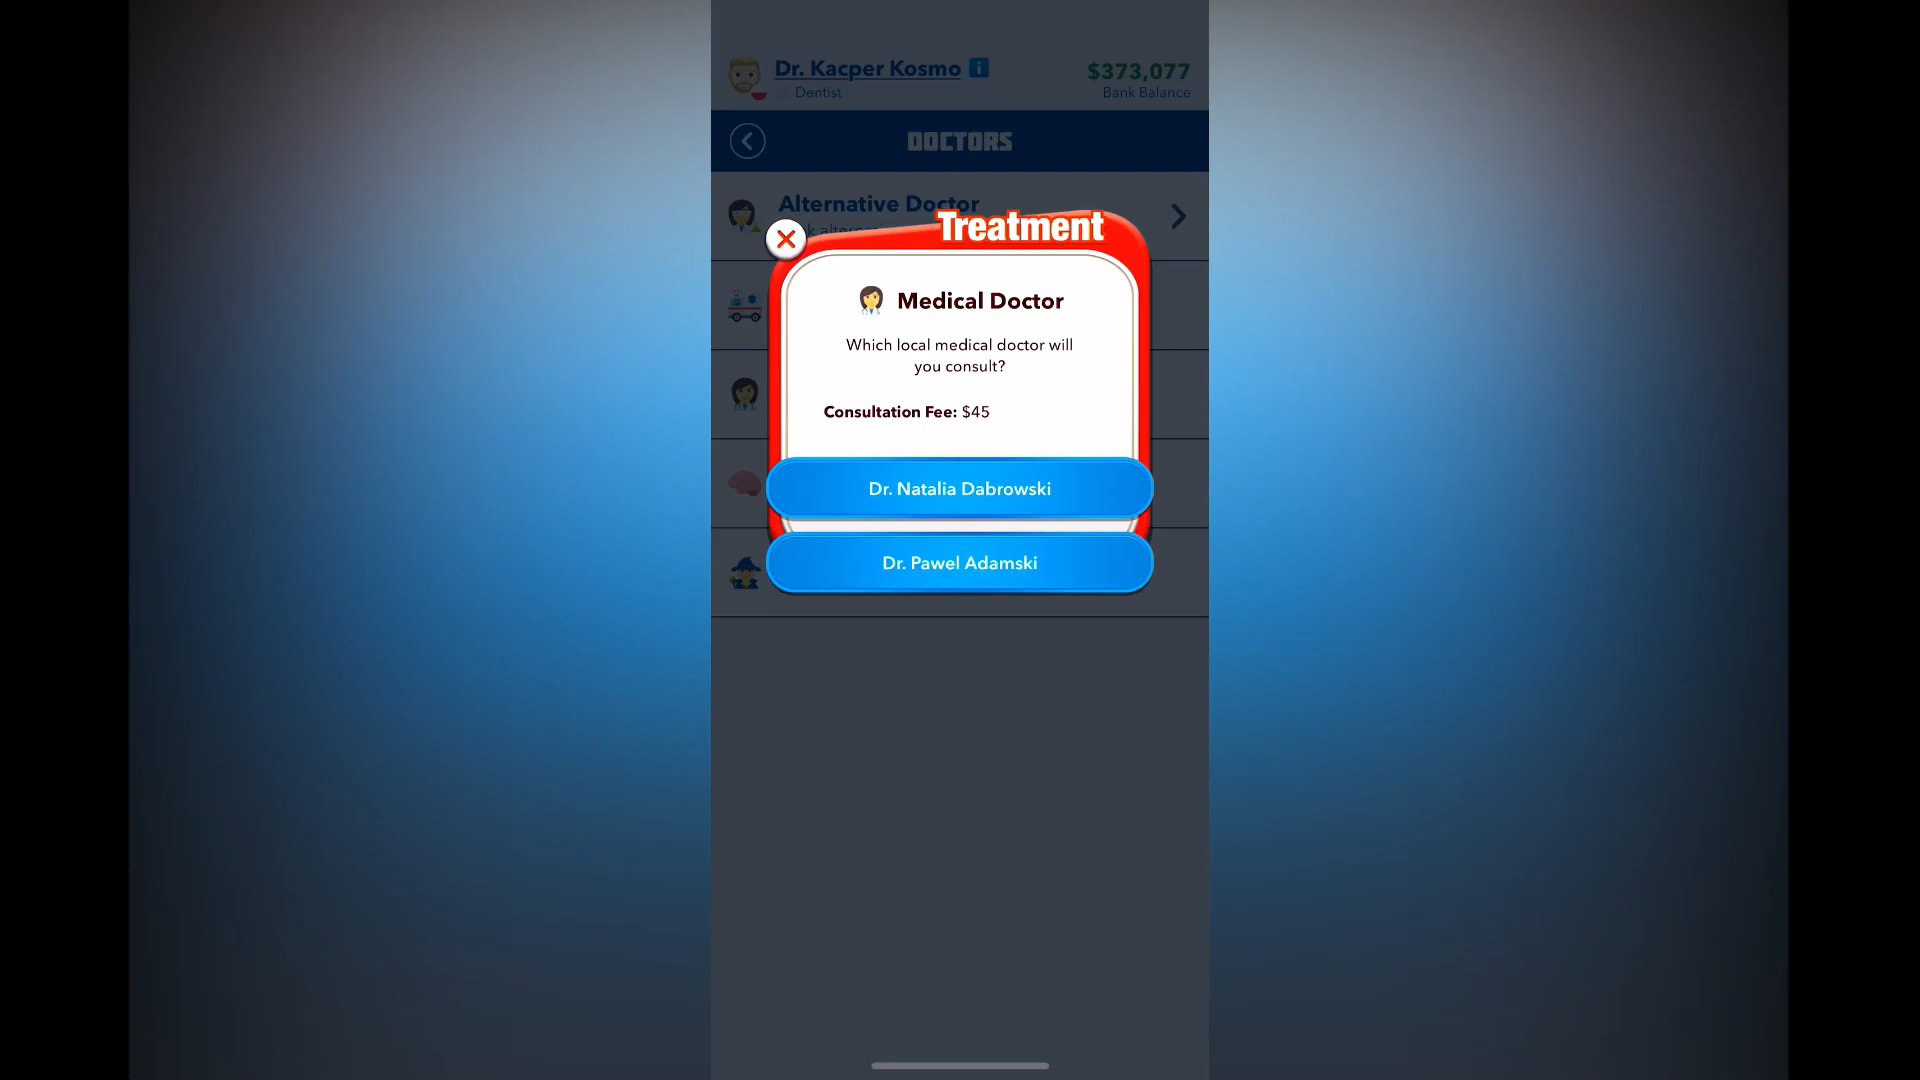 Dr. Kacper Kosmo
$373,077
Dentist
Bank Balance
DOCTORS
Alternative Doctor
Treatment
Medical Doctor
Which local medical doctor will
you consult?
Consultation Fee: $45
Dr. Natalia Dabrowski
Dr. Pawel Adamski